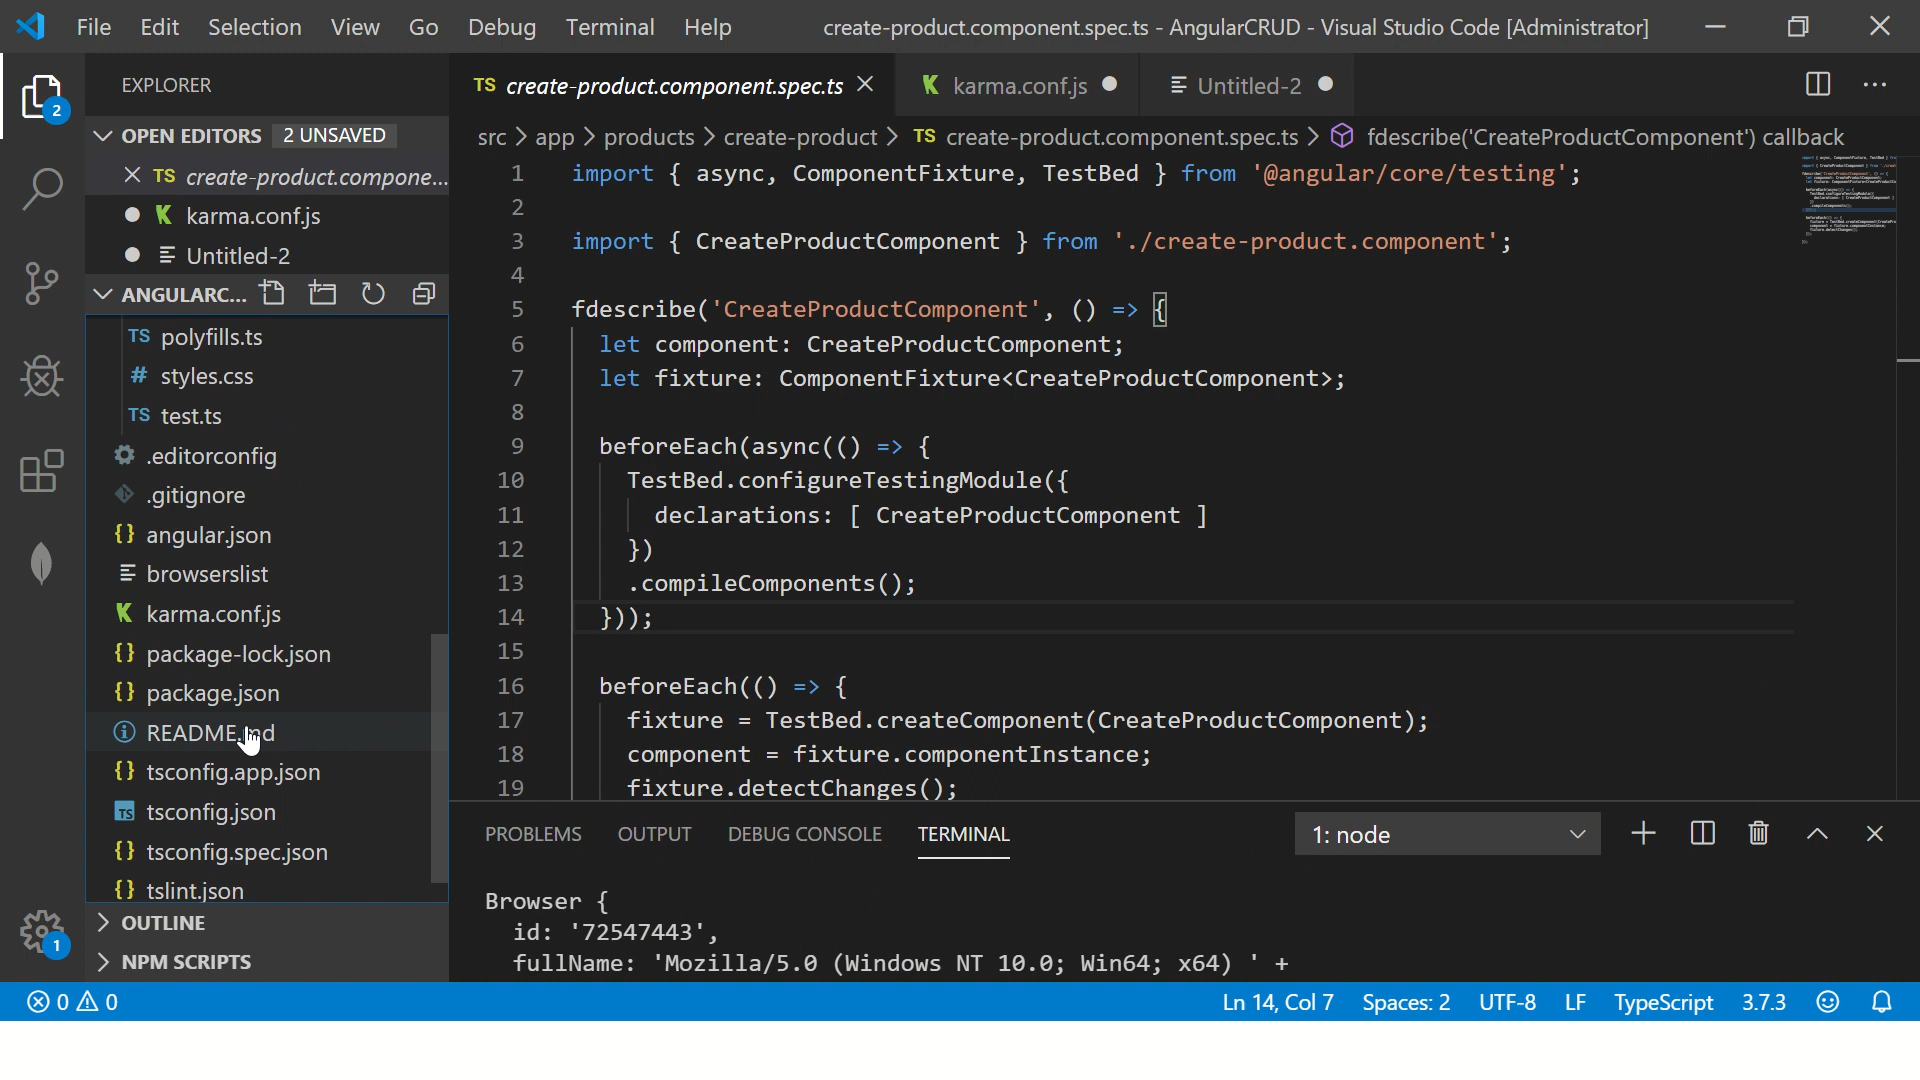 File Edit Selection View Go Debug Terminal Help create-product.component.spec.ts - AngularCRUD - Visual Studio Code [Administrator]
EXPLORER
2
OPEN EDITORS 2 UNSAVED
TS create-product.compone...
karma.conf.js
Untitled-2
ANGULARC...
TS polyfills.ts
# styles.css
TS test.ts
.editorconfig
.gitignore
{} angular.json
browserslist
karma.conf.js
{} package-lock.json
{} package.json
README.md
{} tsconfig.app.json
TS tsconfig.json
{} tsconfig.spec.json
{} tslint.json
OUTLINE
NPM SCRIPTS
1
TS create-product.component.spec.ts karma.conf.js Untitled-2
src > app > products > create-product > TS create-product.component.spec.ts > fdescribe('CreateProductComponent') callback
1 import { async, ComponentFixture, TestBed } from '@angular/core/testing';
2
3 import { CreateProductComponent } from './create-product.component';
4
5 fdescribe('CreateProductComponent', () => {
6 let component: CreateProductComponent;
7 let fixture: ComponentFixture<CreateProductComponent>;
8
9 beforeEach(async(() => {
10 TestBed.configureTestingModule({
11 declarations: [ CreateProductComponent ]
12 })
13 .compileComponents();
14 }));
15
16 beforeEach(() => {
17 fixture = TestBed.createComponent(CreateProductComponent);
18 component = fixture.componentInstance;
19 fixture.detectChanges();
PROBLEMS OUTPUT DEBUG CONSOLE TERMINAL 1: node
Browser {
id: '72547443',
fullName: 'Mozilla/5.0 (Windows NT 10.0; Win64; x64) ' +
0 0 Ln 14, Col 7 Spaces: 2 UTF-8 LF TypeScript 3.7.3